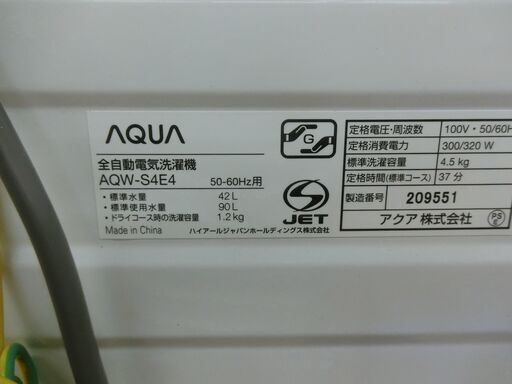 AQUA
全自動電気洗濯機
AQW-S4E4 50-60Hz用
・標準水量 42L
・標準使用水量 90L
・ドライコース時の洗濯容量 1.2kg
Made in China
ハイアールジャパンホールディングス株式会社
G
S
JET
定格電圧・周波数 100V・50/60H
定格消費電力 300/320W
標準洗濯容量 4.5kg
定格時間(標準コース) 37分
製造番号 209551
アクア株式会社
PS
E